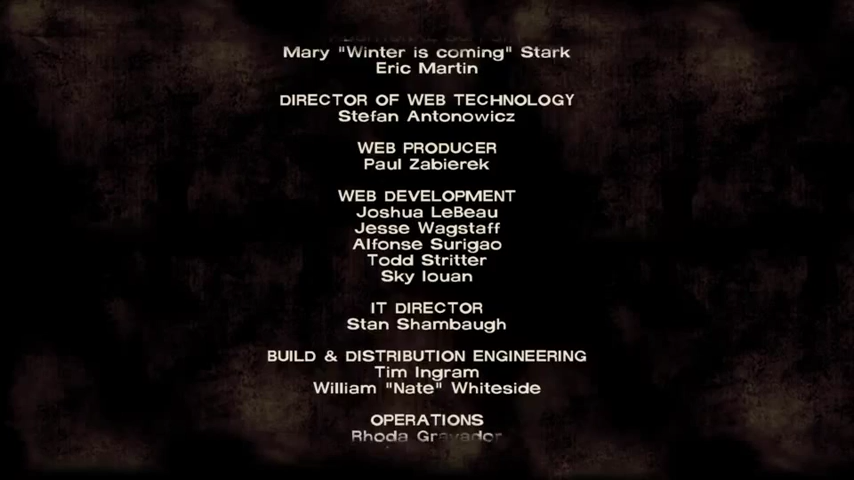 Mary "Winter is coming" Stark
Eric Martin
DIRECTOR OF WEB TECHNOLOGY
Stefan Antonowicz
WEB PRODUCER
Paul Zabierek
WEB DEVELOPMENT
Joshua LeBeau
Jesse Wagstaff
Alfonse Surigao
Todd Stritter
Sky Iouan
IT DIRECTOR
Stan Shambaugh
BUILD & DISTRIBUTION ENGINEERING
Tim Ingram
William "Nate" Whiteside
OPERATIONS
Rhoda Gravador